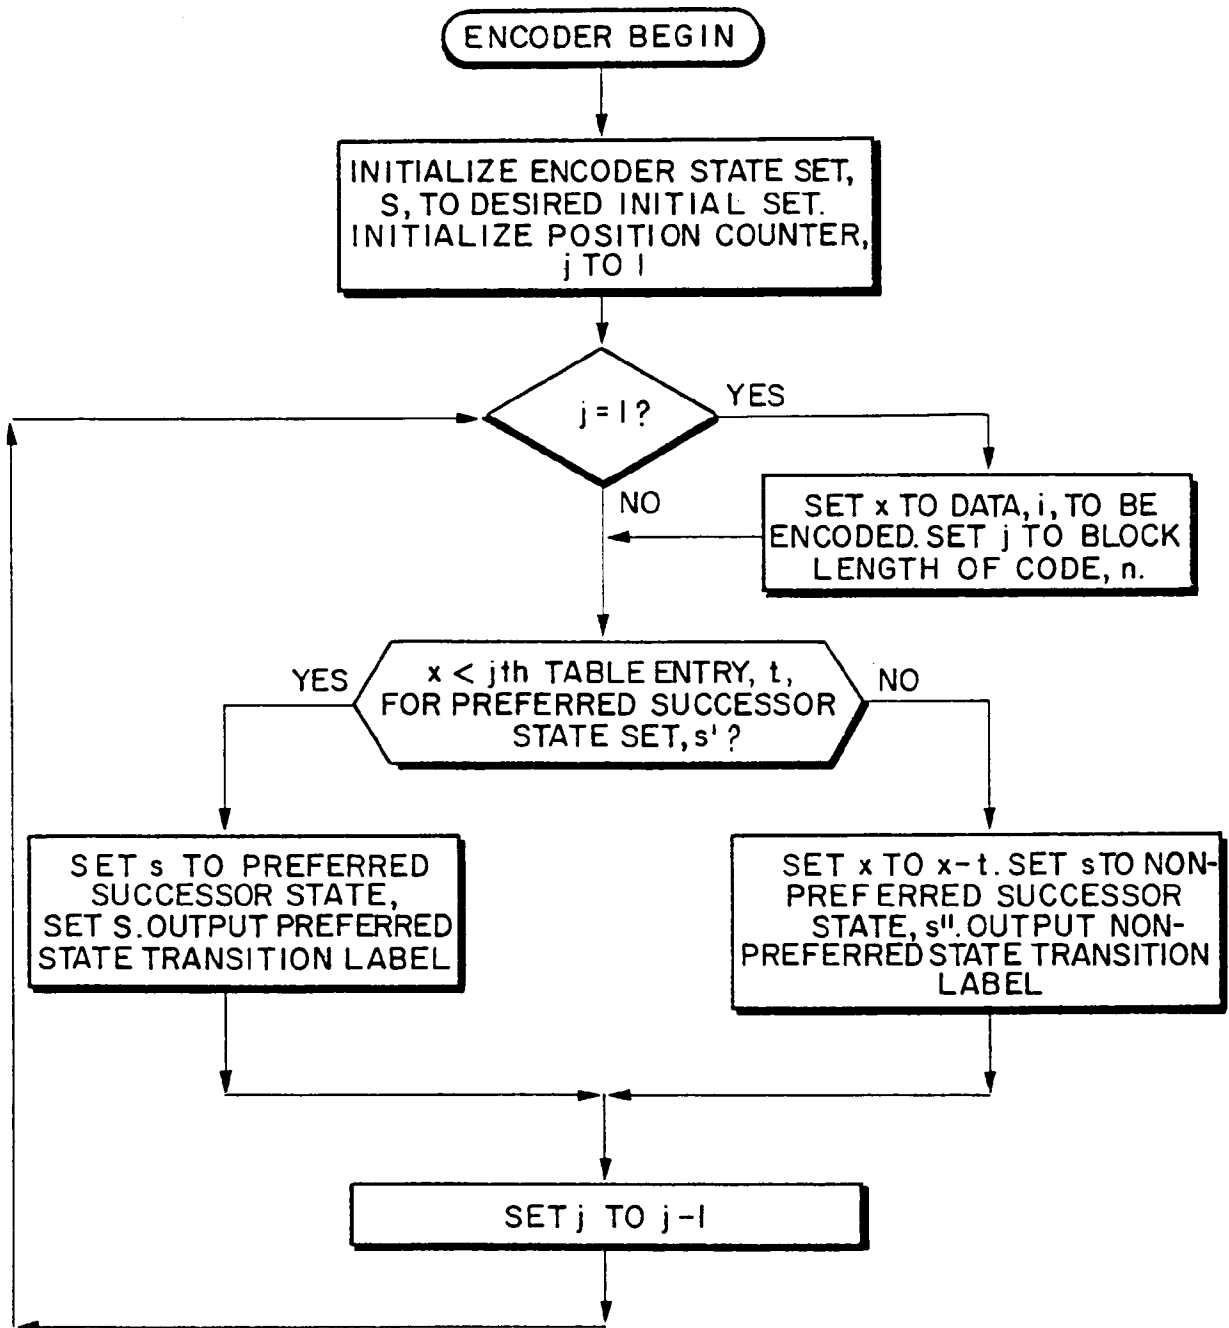 ENCODER BEGIN
INITIALIZE ENCODER STATE SET,
S, TO DESIRED INITIAL SET.
INITIALIZE POSITION COUNTER,
j TO 1
j = 1 ?
YES
NO
SET x TO DATA, i, TO BE
ENCODED. SET j TO BLOCK
LENGTH OF CODE, n.
YES
x < jth TABLE ENTRY, t,
FOR PREFERRED SUCCESSOR
STATE SET, s' ?
NO
SET s TO PREFERRED
SUCCESSOR STATE,
SET S. OUTPUT PREFERRED
STATE TRANSITION LABEL
SET x TO x-t. SET s TO NON-
PREFERRED SUCCESSOR
STATE, s". OUTPUT NON-
PREFERRED STATE TRANSITION
LABEL
SET j TO j-1